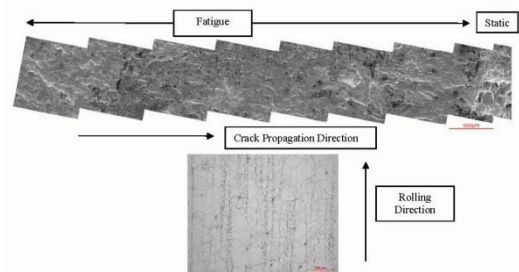 Fatigue
Static
Crack Propagation Direction
Rolling
Direction